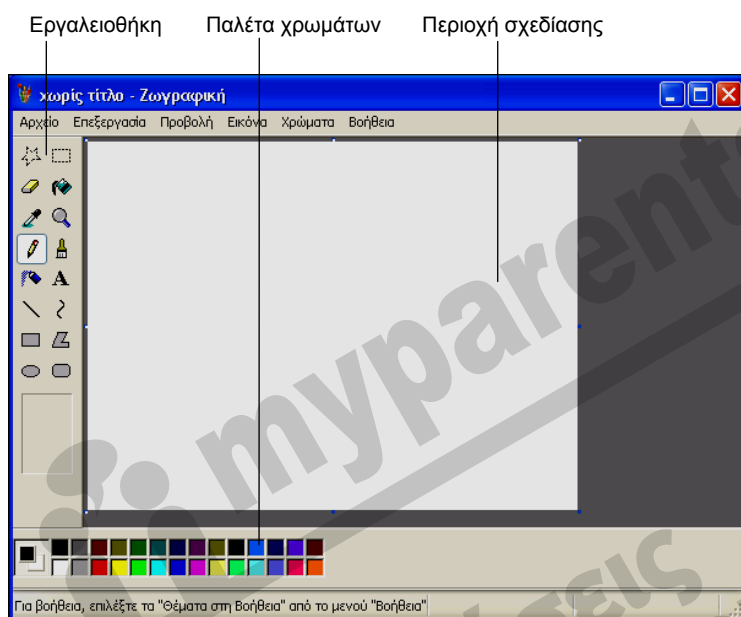 Εργαλειοθήκη Παλέτα χρωμάτων Περιοχή σχεδίασης
χωρίς τίτλο - Ζωγραφική
Αρχείο Επεξεργασία Προβολή Εικόνα Χρώματα Βοήθεια
A
myparent
σεις
Για βοήθεια, επιλέξτε τα "Θέματα στη Βοήθεια" από το μενού "Βοήθεια"